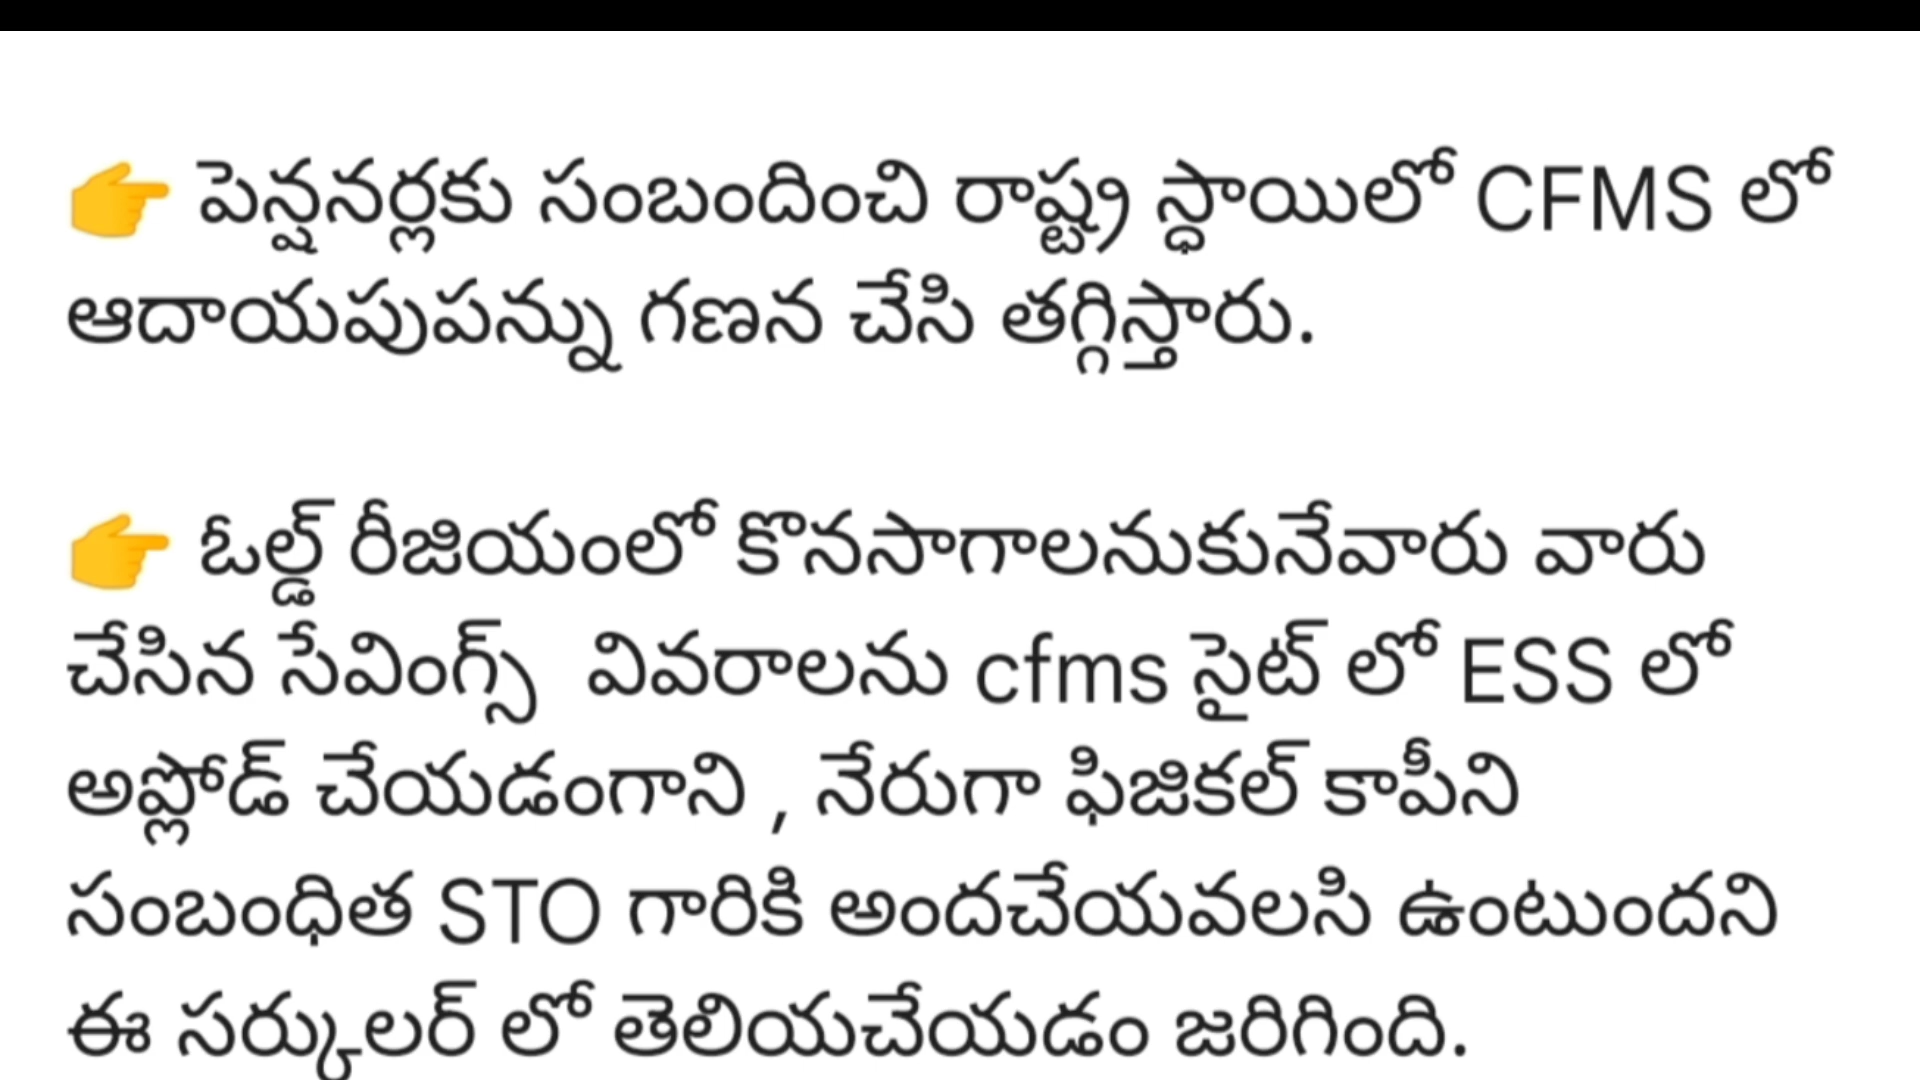 👉 పెన్షనర్లకు సంబందించి రాష్ట్ర స్ధాయిలో CFMS లో
ఆదాయపుపన్ను గణన చేసి తగ్గిస్తారు.
👉 ఓల్డ్ రీజియంలో కొనసాగాలనుకునేవారు వారు
చేసిన సేవింగ్స్ వివరాలను cfms సైట్ లో ESS లో
అప్లోడ్ చేయడంగాని , నేరుగా ఫిజికల్ కాపీని
సంబంధిత STO గారికి అందచేయవలసి ఉంటుందని
ఈ సర్కులర్ లో తెలియచేయడం జరిగింది.